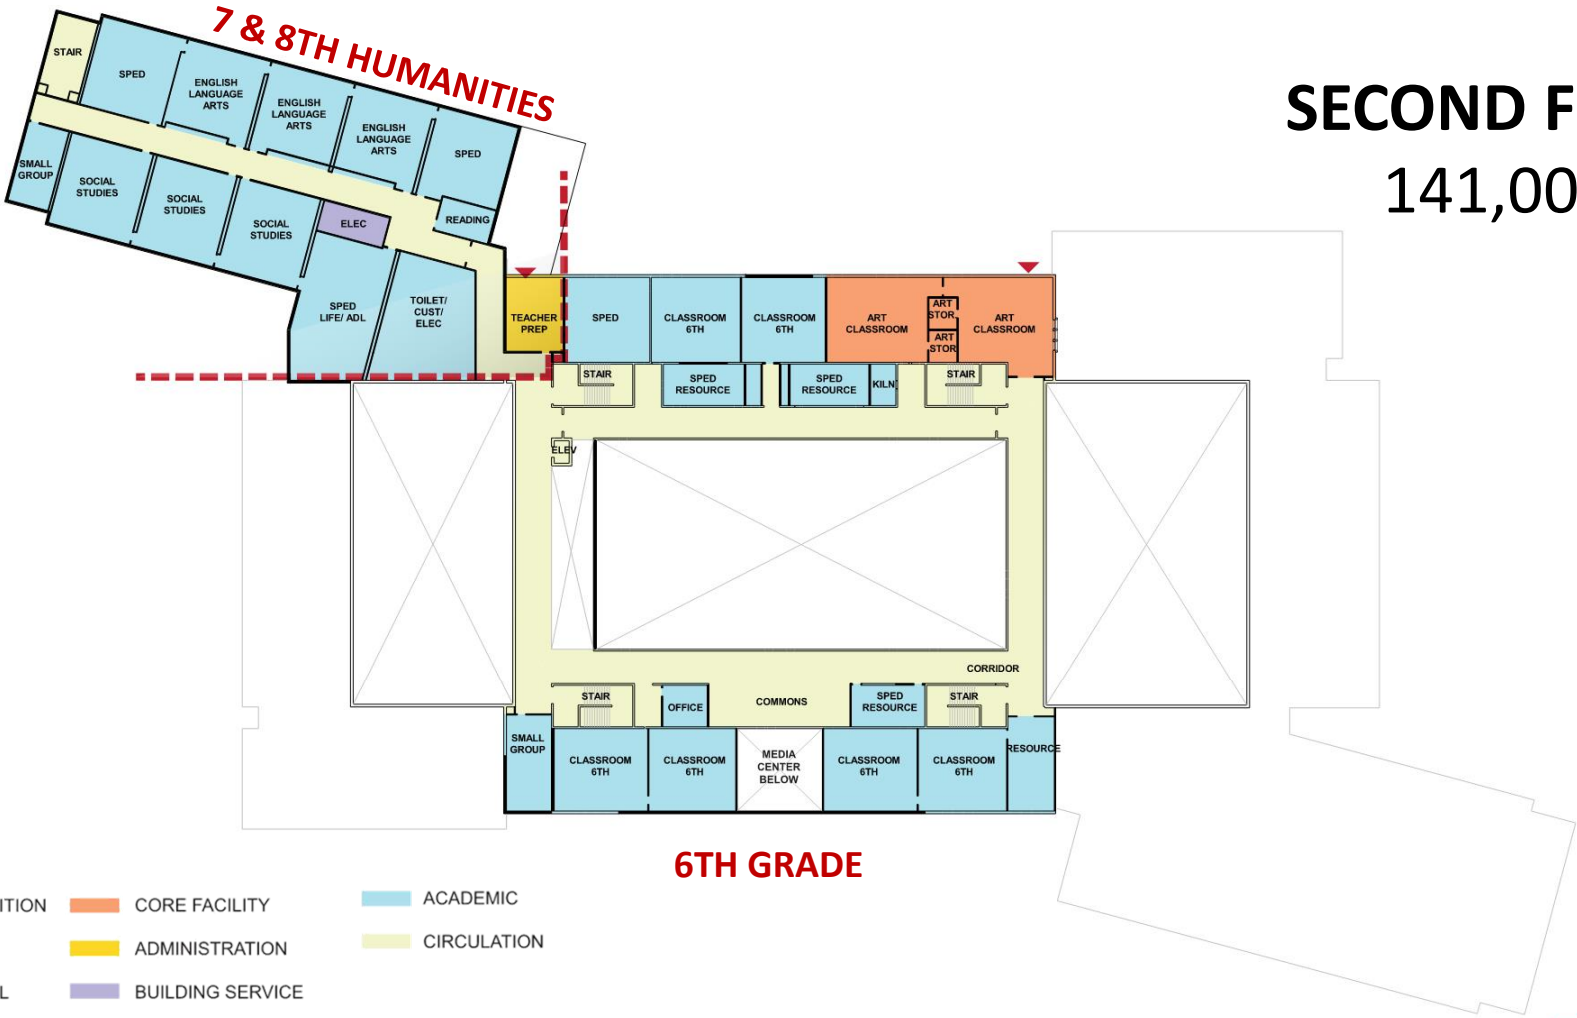 7 & 8TH HUMANITIES
SECOND F
141,00
STAIR
SPED
ENGLISH
LANGUAGE
ARTS
ENGLISH
LANGUAGE
ARTS
ENGLISH
LANGUAGE
ARTS
SPED
SMALL
GROUP
SOCIAL
STUDIES
SOCIAL
STUDIES
SOCIAL
STUDIES
ELEC
READING
SPED
LIFE/ ADL
TOILET/
CUST/
ELEC
TEACHER
PREP
SPED
CLASSROOM
6TH
CLASSROOM
6TH
ART
CLASSROOM
ART
STOR
ART
STOR
ART
CLASSROOM
STAIR
SPED
RESOURCE
SPED
RESOURCE
KILN
STAIR
ELEV
CORRIDOR
STAIR
OFFICE
COMMONS
SPED
RESOURCE
STAIR
SMALL
GROUP
CLASSROOM
6TH
CLASSROOM
6TH
MEDIA
CENTER
BELOW
CLASSROOM
6TH
CLASSROOM
6TH
RESOURCE
6TH GRADE
ITION
CORE FACILITY
ACADEMIC
ADMINISTRATION
CIRCULATION
L
BUILDING SERVICE